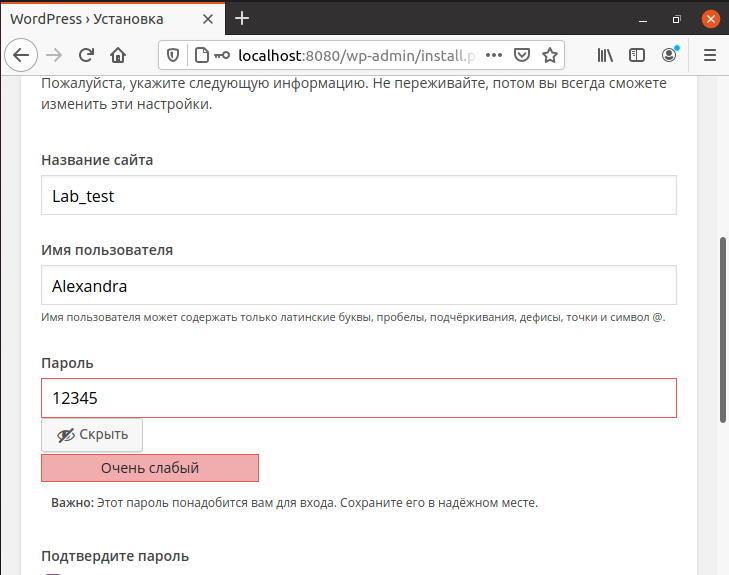 WordPress › Установка
localhost:8080/wp-admin/install.p
Пожалуйста, укажите следующую информацию. Не переживайте, потом вы всегда сможете
изменить эти настройки.
Название сайта
Lab_test
Имя пользователя
Alexandra
Имя пользователя может содержать только латинские буквы, пробелы, подчёркивания, дефисы, точки и символ @.
Пароль
12345
Скрыть
Очень слабый
Важно: Этот пароль понадобится вам для входа. Сохраните его в надёжном месте.
Подтвердите пароль